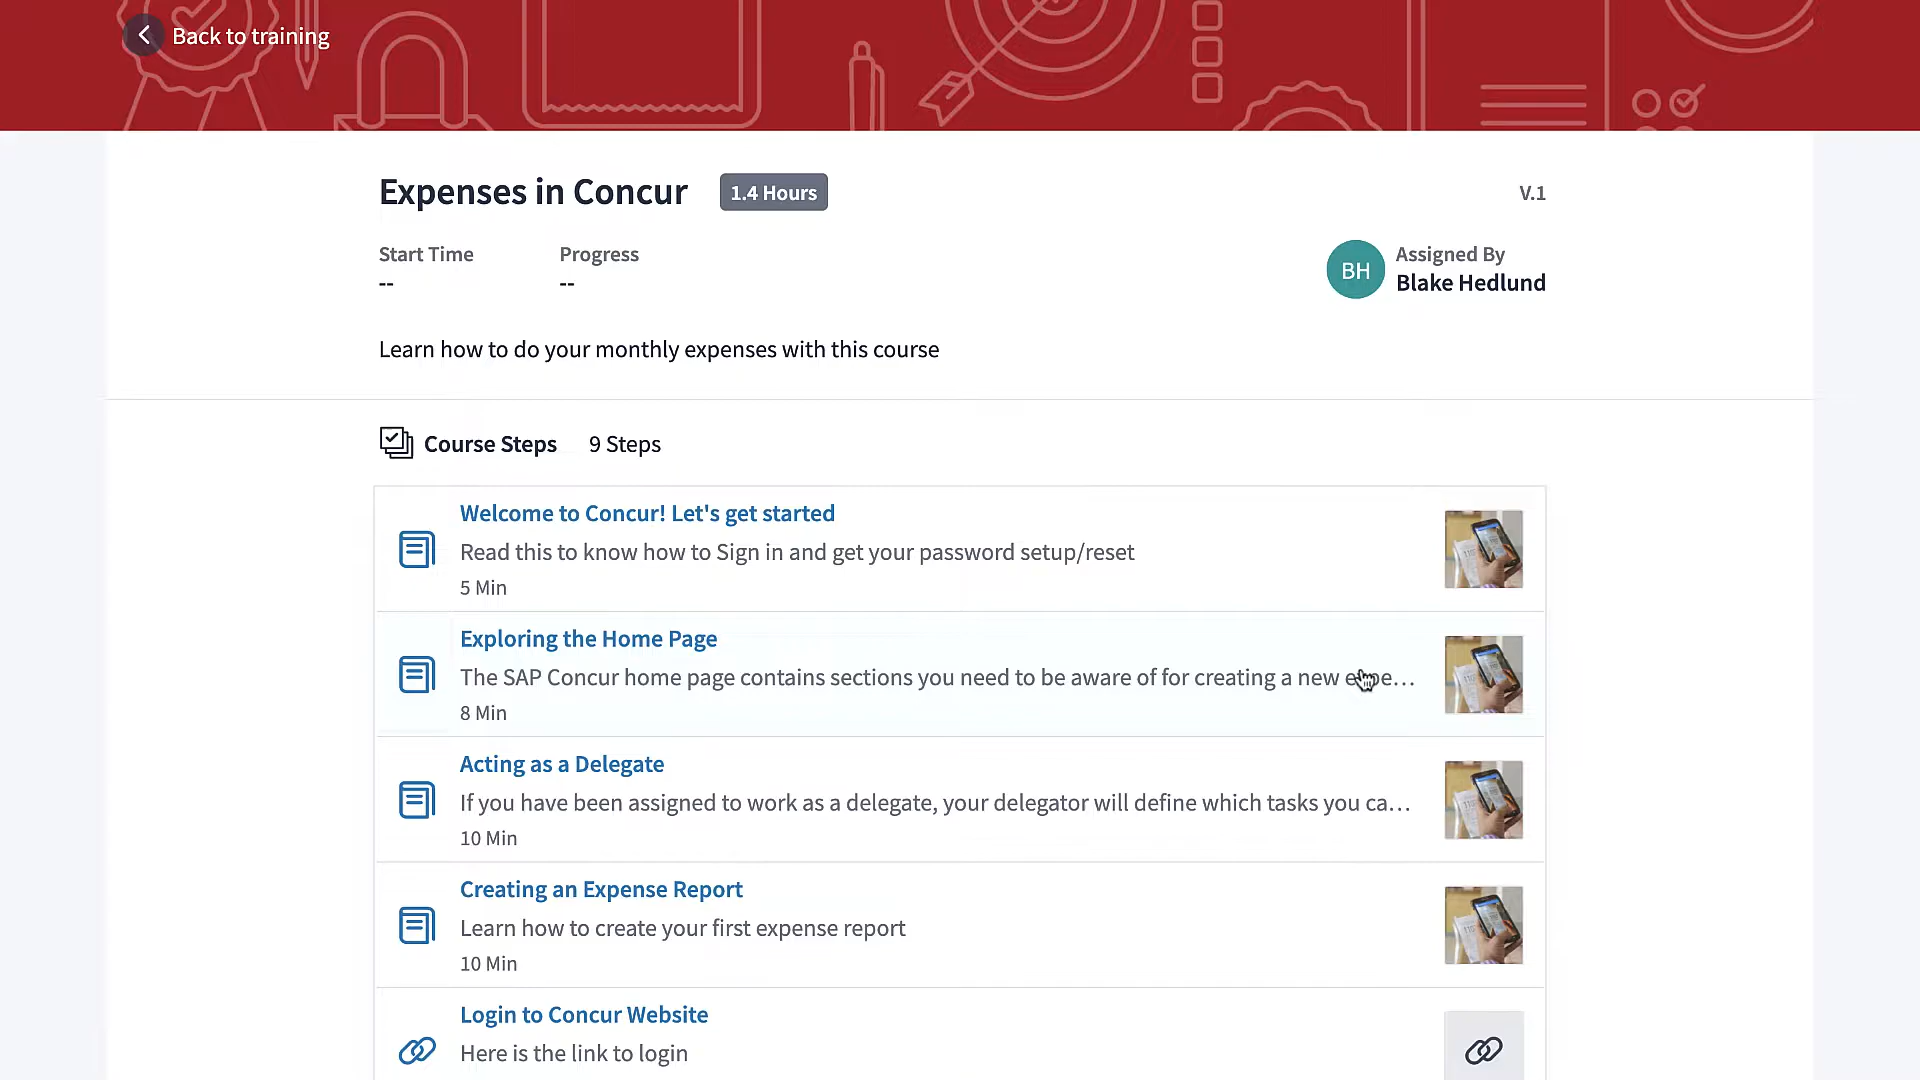 Back to training
Expenses in Concur
1.4 Hours
V.1
Start Time
Progress
--
--
BH
Assigned By
Blake Hedlund
Learn how to do your monthly expenses with this course
Course Steps
9 Steps
Welcome to Concur! Let's get started
Read this to know how to Sign in and get your password setup/reset
5 Min
Exploring the Home Page
The SAP Concur home page contains sections you need to be aware of for creating a new
8 Min
Acting as a Delegate
If you have been assigned to work as a delegate, your delegator will define which tasks you ca...
10 Min
Creating an Expense Report
Learn how to create your first expense report
10 Min
Login to Concur Website
Here is the link to login